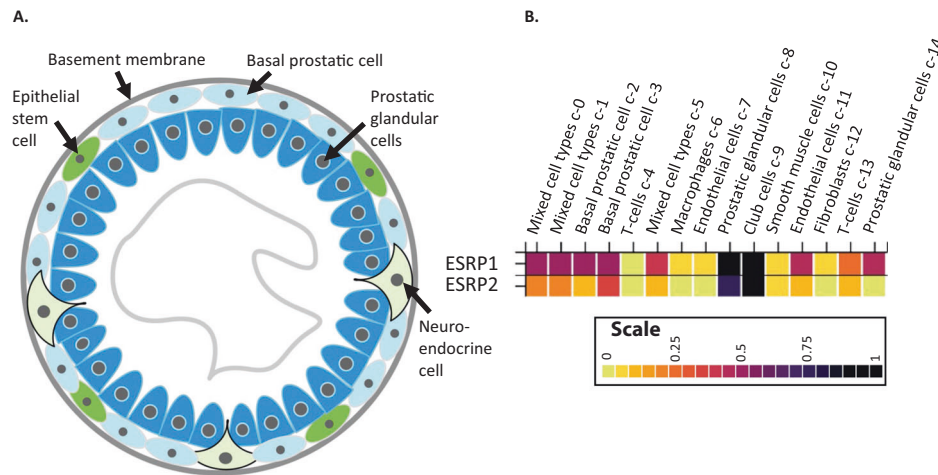 A.
Basement membrane
Basal prostatic cell
Epithelial
stem
cell
Prostatic
glandular
cells
Neuro-
endocrine
cell
B.
Mixed cell types c-0
Mixed cell types c-1
Basal prostatic cell c-2
Basal prostatic cell c-3
T-cells c-4
Mixed cell types c-5
Macrophages c-6
Endothelial cells c-7
Prostatic glandular cells c-8
Club cells c-9
Smooth muscle cells c-10
Endothelial cells c-11
Fibroblasts c-12
T-cells c-13
Prostatic glandular cells c-14
ESRP1
ESRP2
Scale
0
0.25
0.5
0.75
1